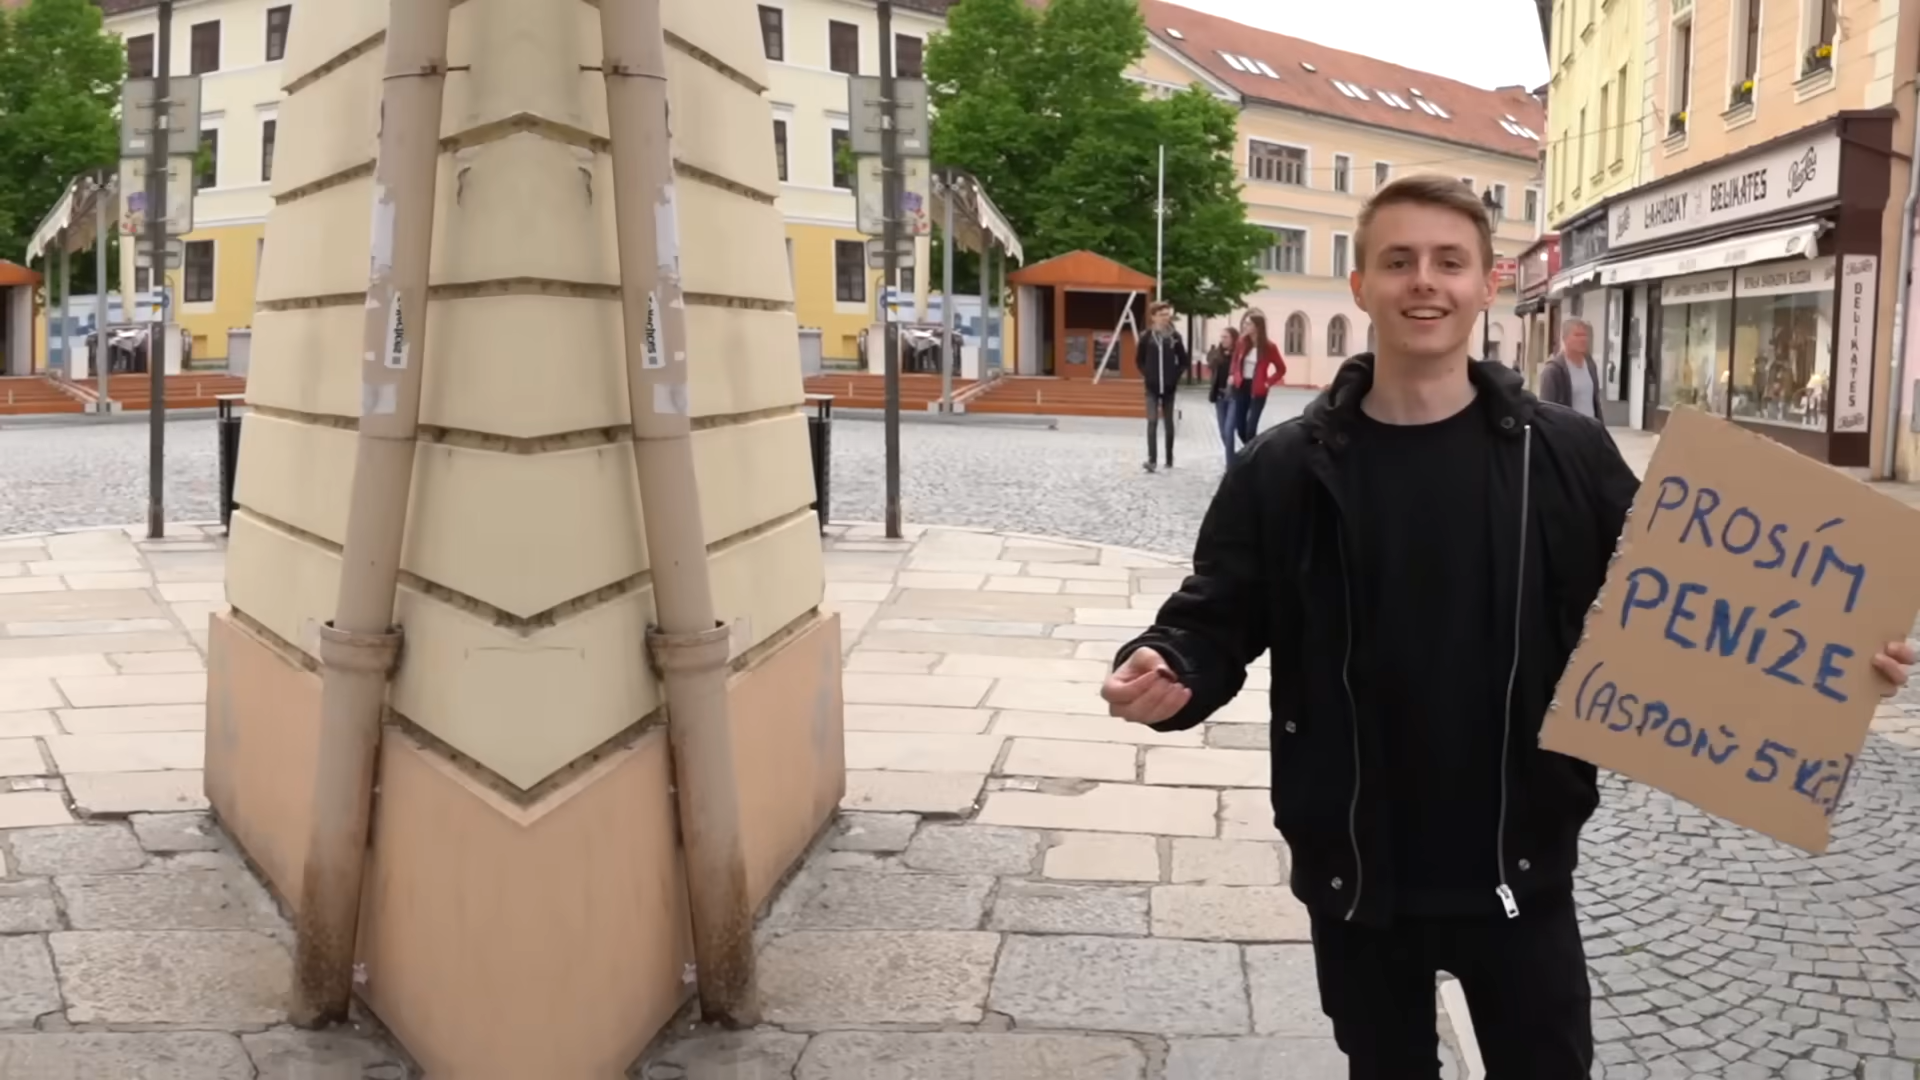 LAHŮDKY DELIKATES
DELIKATES
PROSÍM
PENÍZE
(ASPOŇ 5 KČ)